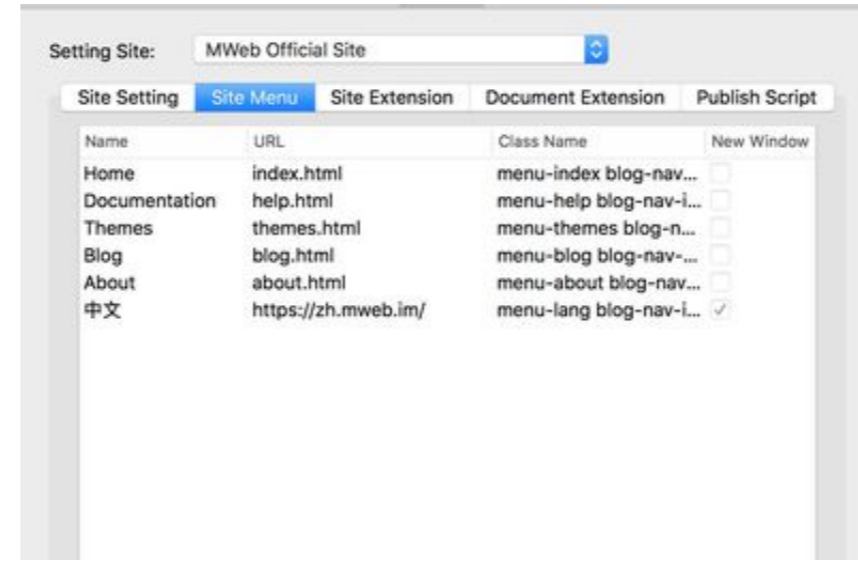 Setting Site: MWeb Official Site
Site Setting Site Menu Site Extension Document Extension Publish Script
Name URL Class Name New Window
Home index.html menu-index blog-nav...
Documentation help.html menu-help blog-nav-i...
Themes themes.html menu-themes blog-n...
Blog blog.html menu-blog blog-nav-...
About about.html menu-about blog-nav...
中文 https://zh.mweb.im/ menu-lang blog-nav-i...